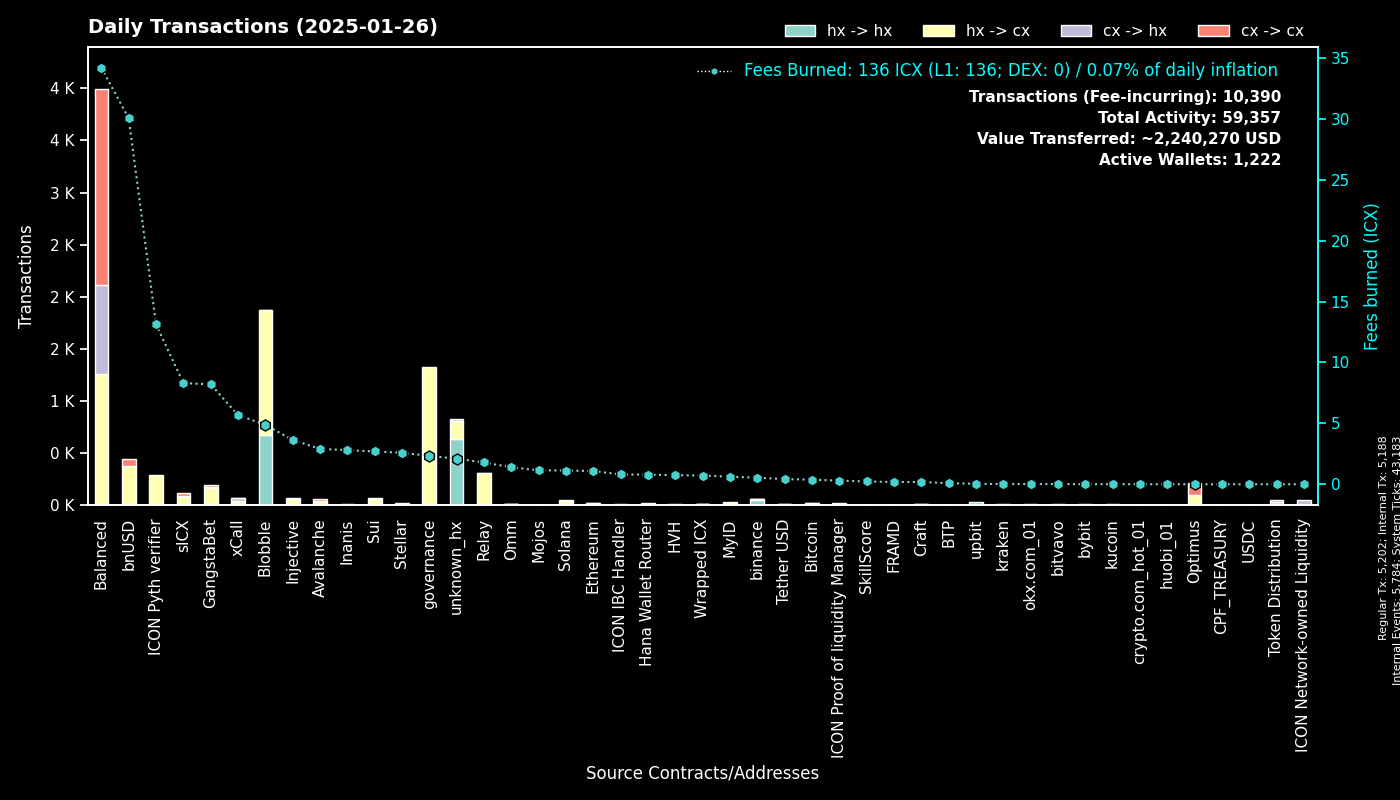 Daily Transactions (2025-01-26)
hx -> hx
hx -> cx
cx -> hx
cx -> cx
Fees Burned: 136 ICX (L1: 136; DEX: 0) / 0.07% of daily inflation
Transactions (Fee-incurring): 10,390
Total Activity: 59,357
Value Transferred: ~2,240,270 USD
Active Wallets: 1,222
Transactions
4 K
4 K
3 K
2 K
2 K
2 K
1 K
0 K
0 K
35
30
25
20
15
10
5
0
Fees burned (ICX)
Balanced
bnUSD
ICON Pyth verifier
sICX
GangstaBet
xCall
Blobble
Injective
Avalanche
Inanis
Sui
Stellar
governance
unknown_hx
Relay
Omm
Mojos
Solana
Ethereum
ICON IBC Handler
Hana Wallet Router
HVH
Wrapped ICX
MyID
binance
Tether USD
Bitcoin
ICON Proof of liquidity Manager
SkillScore
FRAMD
Craft
BTP
upbit
kraken
okx.com_01
bitvavo
bybit
kucoin
crypto.com_hot_01
huobi_01
Optimus
CPF_TREASURY
USDC
Token Distribution
ICON Network-owned Liquidity
Source Contracts/Addresses
Regular Tx: 5,202; Internal Tx: 5,188
Internal Events: 5,784; System Ticks: 43,183